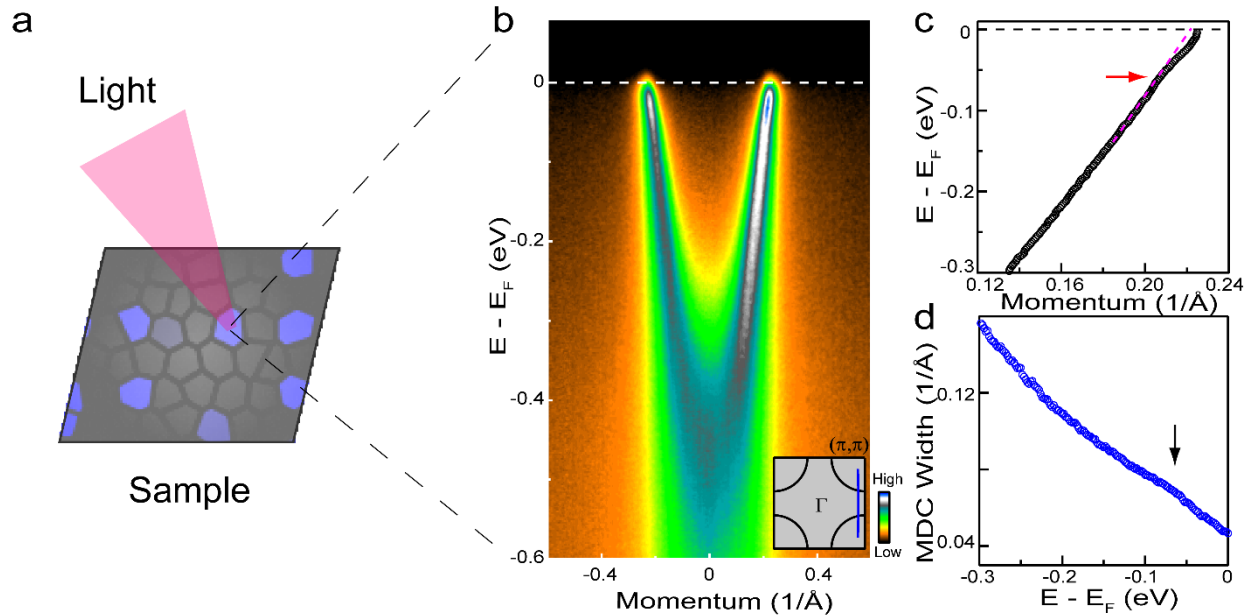 a
Light
Sample
b
E - E_F (eV)
0
-0.2
-0.4
-0.6
-0.4
0
0.4
Momentum (1/Å)
(π,π)
Γ
High
Low
c
E - E_F (eV)
0
-0.1
-0.2
-0.3
0.12
0.16
0.20
0.24
Momentum (1/Å)
d
MDC Width (1/Å)
0.12
0.04
-0.3
-0.2
-0.1
0
E - E_F (eV)